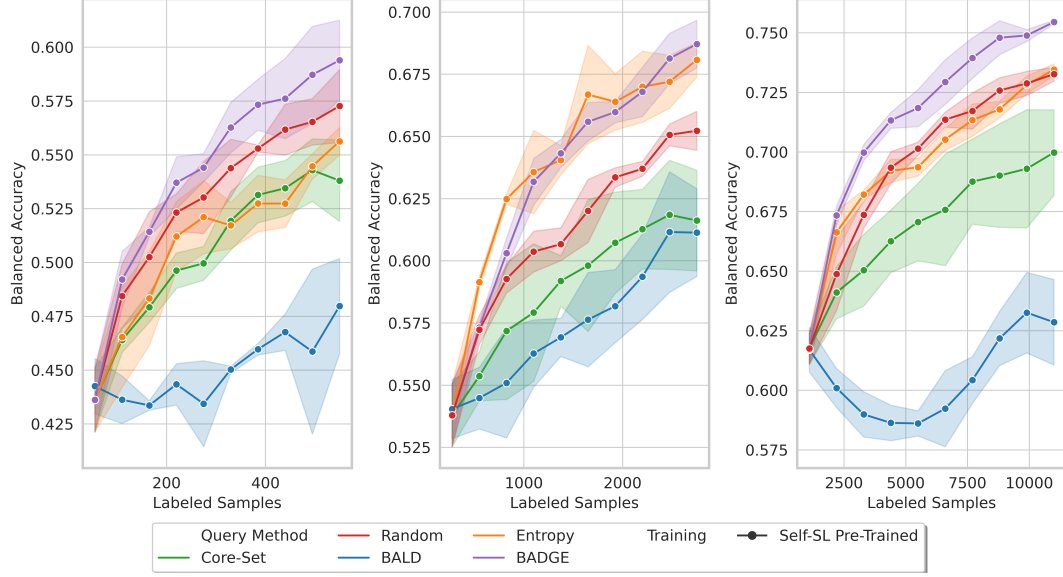 0.600
0.575
0.550
0.525
0.500
0.475
0.450
0.425
Balanced Accuracy
200 400
Labeled Samples
0.700
0.675
0.650
0.625
0.600
0.575
0.550
0.525
Balanced Accuracy
1000 2000
Labeled Samples
0.750
0.725
0.700
0.675
0.650
0.625
0.600
0.575
Balanced Accuracy
2500 5000 7500 10000
Labeled Samples
Query Method Random Entropy Training Self-SL Pre-Trained
Core-Set BALD BADGE